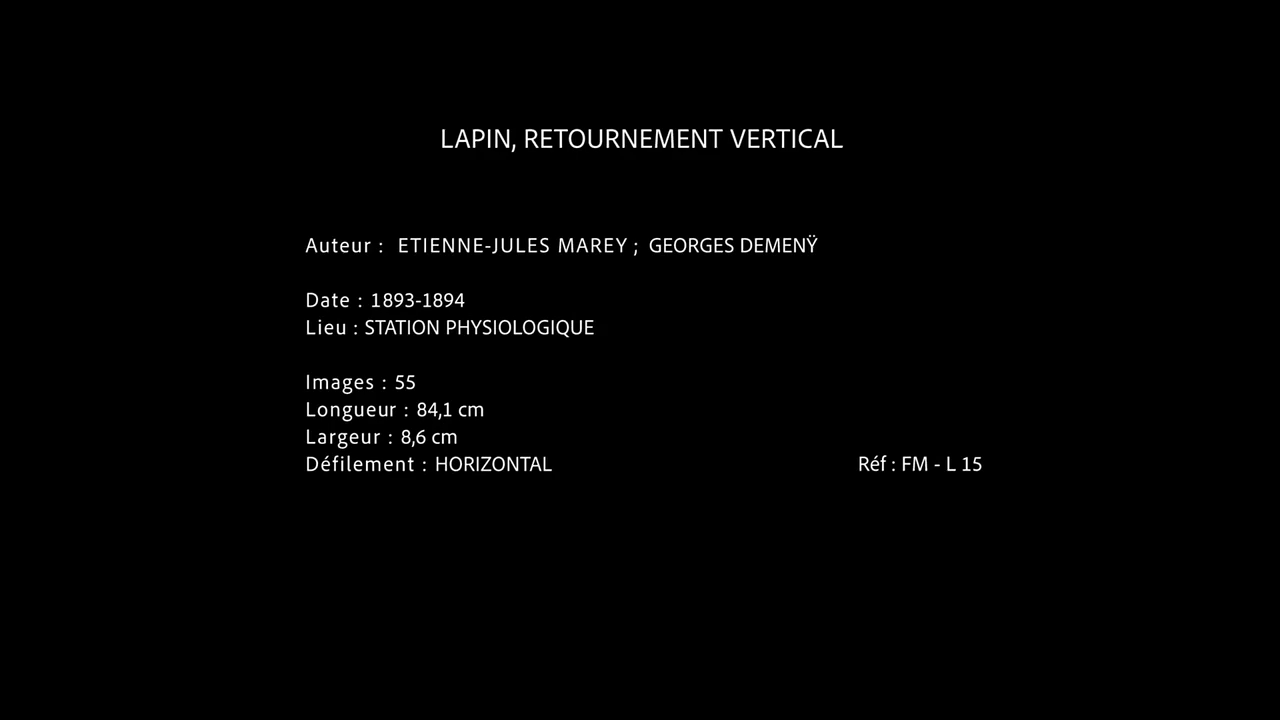 LAPIN, RETOURNEMENT VERTICAL
Auteur : ETIENNE-JULES MAREY ; GEORGES DEMENŸ
Date : 1893-1894
Lieu : STATION PHYSIOLOGIQUE
Images : 55
Longueur : 84,1 cm
Largeur : 8,6 cm
Défilement : HORIZONTAL
Réf : FM - L 15